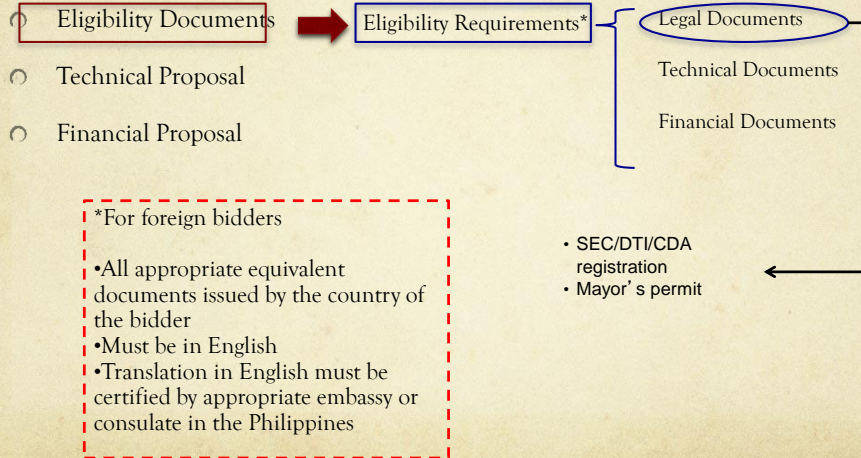 Eligibility Documents
Technical Proposal
Financial Proposal
Eligibility Requirements*
Legal Documents
Technical Documents
Financial Documents
*For foreign bidders
•All appropriate equivalent
documents issued by the country of
the bidder
•Must be in English
•Translation in English must be
certified by appropriate embassy or
consulate in the Philippines
• SEC/DTI/CDA
registration
• Mayor’s permit